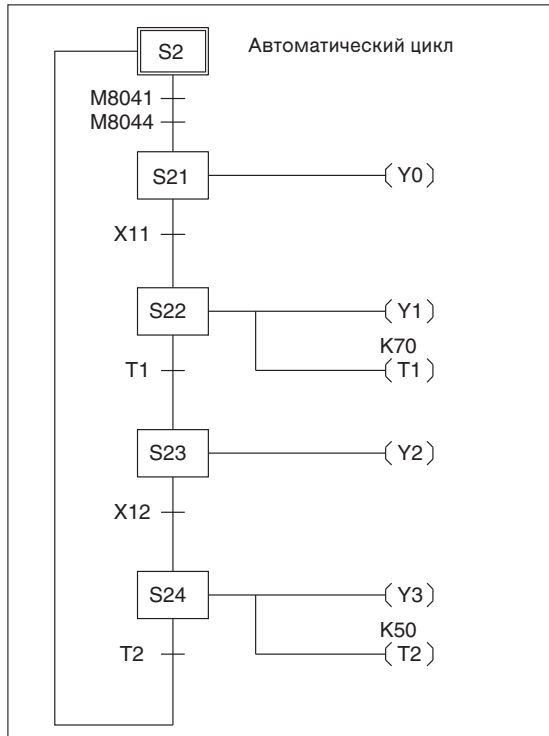 S2
Автоматический цикл
M8041
M8044
S21
Y0
X11
S22
Y1
K70
T1
T1
S23
Y2
X12
S24
Y3
K50
T2
T2